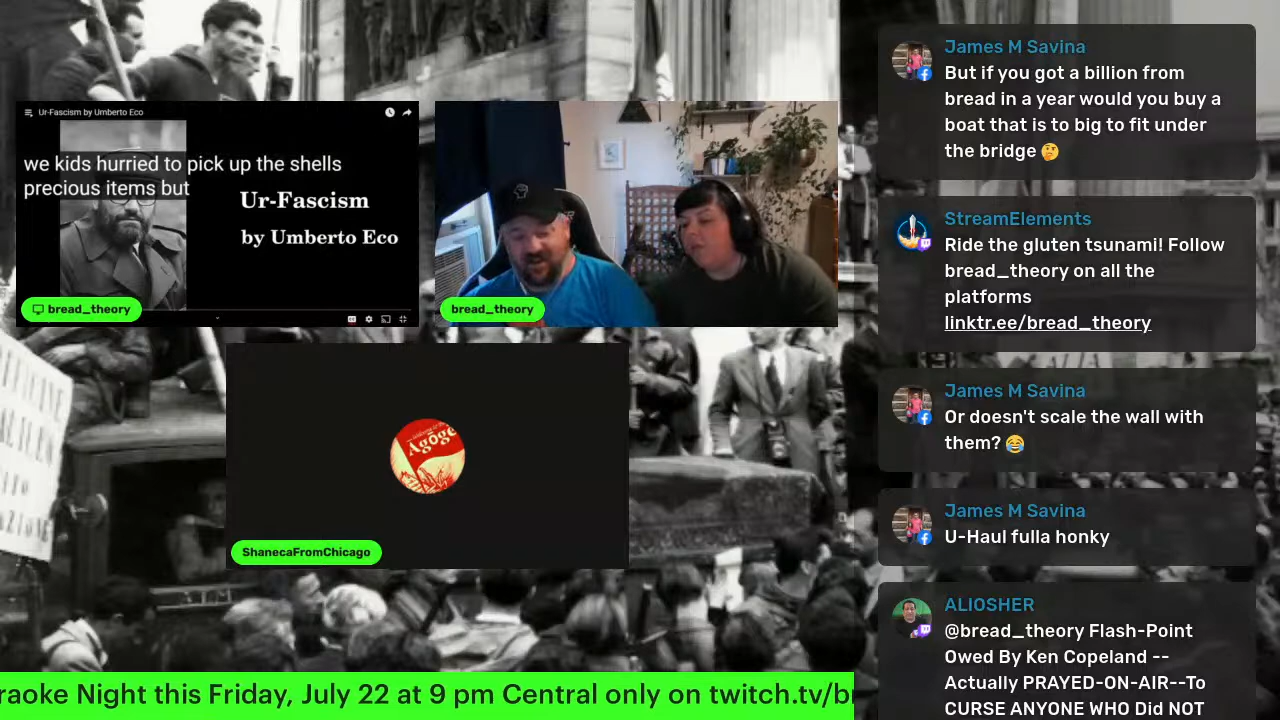 Ur-Fascism by Umberto Eco
we kids hurried to pick up the shells
precious items but
Ur-Fascism
by Umberto Eco
bread_theory
bread_theory
Agōge
ShanecaFromChicago
raoke Night this Friday, July 22 at 9 pm Central only on twitch.tv/br
James M Savina
But if you got a billion from
bread in a year would you buy a
boat that is to big to fit under
the bridge 🤔
StreamElements
Ride the gluten tsunami! Follow
bread_theory on all the
platforms
linktr.ee/bread_theory
James M Savina
Or doesn't scale the wall with
them? 😂
James M Savina
U-Haul fulla honky
ALIOSHER
@bread_theory Flash-Point
Owed By Ken Copeland --
Actually PRAYED-ON-AIR--To
CURSE ANYONE WHO Did NOT